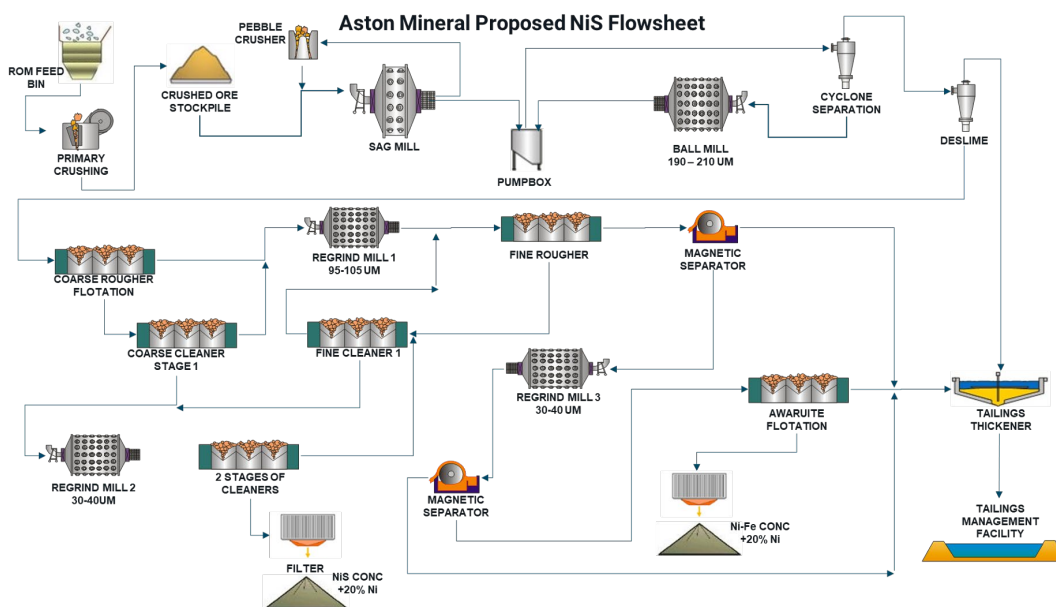 Aston Mineral Proposed NiS Flowsheet
ROM FEED
BIN
PRIMARY
CRUSHING
CRUSHED ORE
STOCKPILE
PEBBLE
CRUSHER
SAG MILL
PUMPBOX
BALL MILL
190 – 210 UM
CYCLONE
SEPARATION
DESLIME
COARSE ROUGHER
FLOTATION
REGRIND MILL 1
95-105 UM
FINE ROUGHER
MAGNETIC
SEPARATOR
COARSE CLEANER
STAGE 1
FINE CLEANER 1
REGRIND MILL 3
30-40 UM
AWARUITE
FLOTATION
TAILINGS
THICKENER
REGRIND MILL 2
30-40UM
2 STAGES OF
CLEANERS
MAGNETIC
SEPARATOR
Ni-Fe CONC
+20% Ni
TAILINGS
MANAGEMENT
FACILITY
FILTER
NiS CONC
+20% Ni